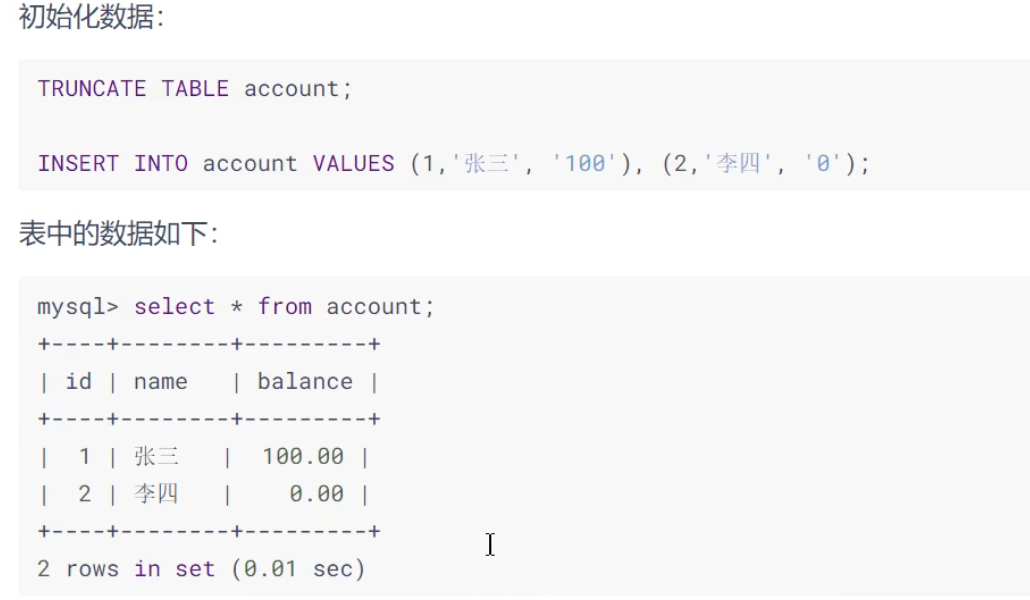 初始化数据：
TRUNCATE TABLE account;
INSERT INTO account VALUES (1,'张三', '100'), (2,'李四', '0');
表中的数据如下：
mysql> select * from account;
+----+--------+---------+
| id | name   | balance |
+----+--------+---------+
|  1 | 张三   |  100.00 |
|  2 | 李四   |    0.00 |
+----+--------+---------+
2 rows in set (0.01 sec)